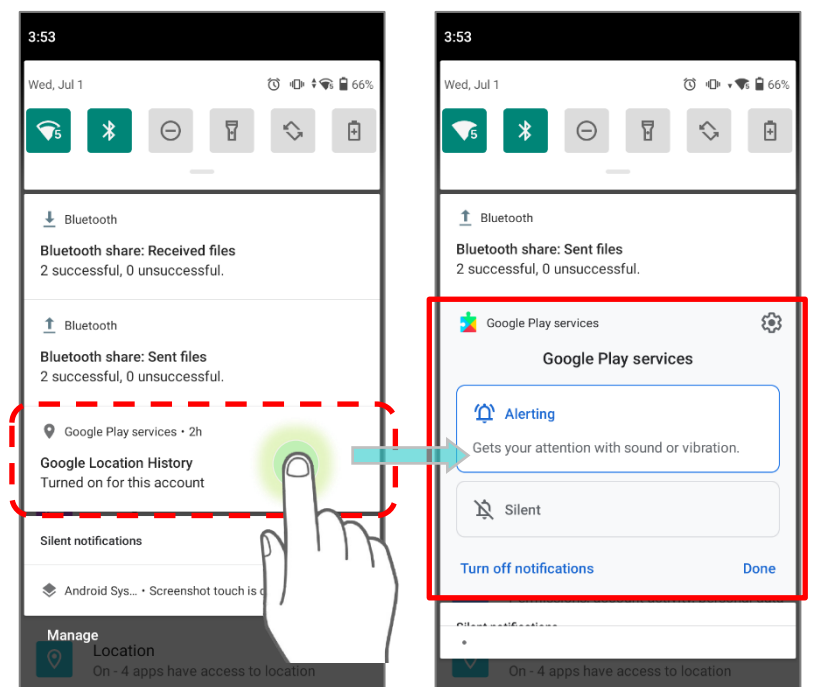 3:53
Wed, Jul 1
66%
5
Bluetooth
Bluetooth share: Received files
2 successful, 0 unsuccessful.
Bluetooth
Bluetooth share: Sent files
2 successful, 0 unsuccessful.
Google Play services • 2h
Google Location History
Turned on for this account
Silent notifications
Android Sys... • Screenshot touch is
Manage
Location
On - 4 apps have access to location
3:53
Wed, Jul 1
66%
5
Bluetooth
Bluetooth share: Sent files
2 successful, 0 unsuccessful.
Google Play services
Google Play services
Alerting
Gets your attention with sound or vibration.
Silent
Turn off notifications
Done
Silent notifications
On - 4 apps have access to location